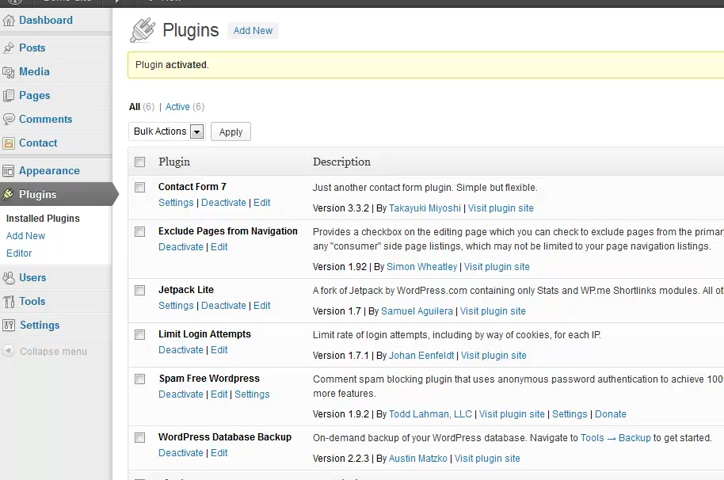 Plugins Add New
Plugin activated.
All (6) | Active (6)
Bulk Actions Apply
Plugin Description
Contact Form 7 Just another contact form plugin. Simple but flexible.
Settings | Deactivate | Edit Version 3.3.2 | By Takayuki Miyoshi | Visit plugin site
Exclude Pages from Navigation Provides a checkbox on the editing page which you can check to exclude pages from the primar
Deactivate | Edit any "consumer" side page listings, which may not be limited to your page navigation listings.
Version 1.92 | By Simon Wheatley | Visit plugin site
Jetpack Lite A fork of Jetpack by WordPress.com containing only Stats and WP.me Shortlinks modules. All ot
Settings | Deactivate | Edit Version 1.7 | By Samuel Aguilera | Visit plugin site
Limit Login Attempts Limit rate of login attempts, including by way of cookies, for each IP.
Deactivate | Edit Version 1.7.1 | By Johan Eenfeldt | Visit plugin site
Spam Free Wordpress Comment spam blocking plugin that uses anonymous password authentication to achieve 100
Deactivate | Edit | Settings more features.
Version 1.9.2 | By Todd Lahman, LLC | Visit plugin site | Settings | Donate
WordPress Database Backup On-demand backup of your WordPress database. Navigate to Tools → Backup to get started.
Deactivate | Edit Version 2.2.3 | By Austin Matzko | Visit plugin site
Dashboard
Posts
Media
Pages
Comments
Contact
Appearance
Plugins
Installed Plugins
Add New
Editor
Users
Tools
Settings
Collapse menu